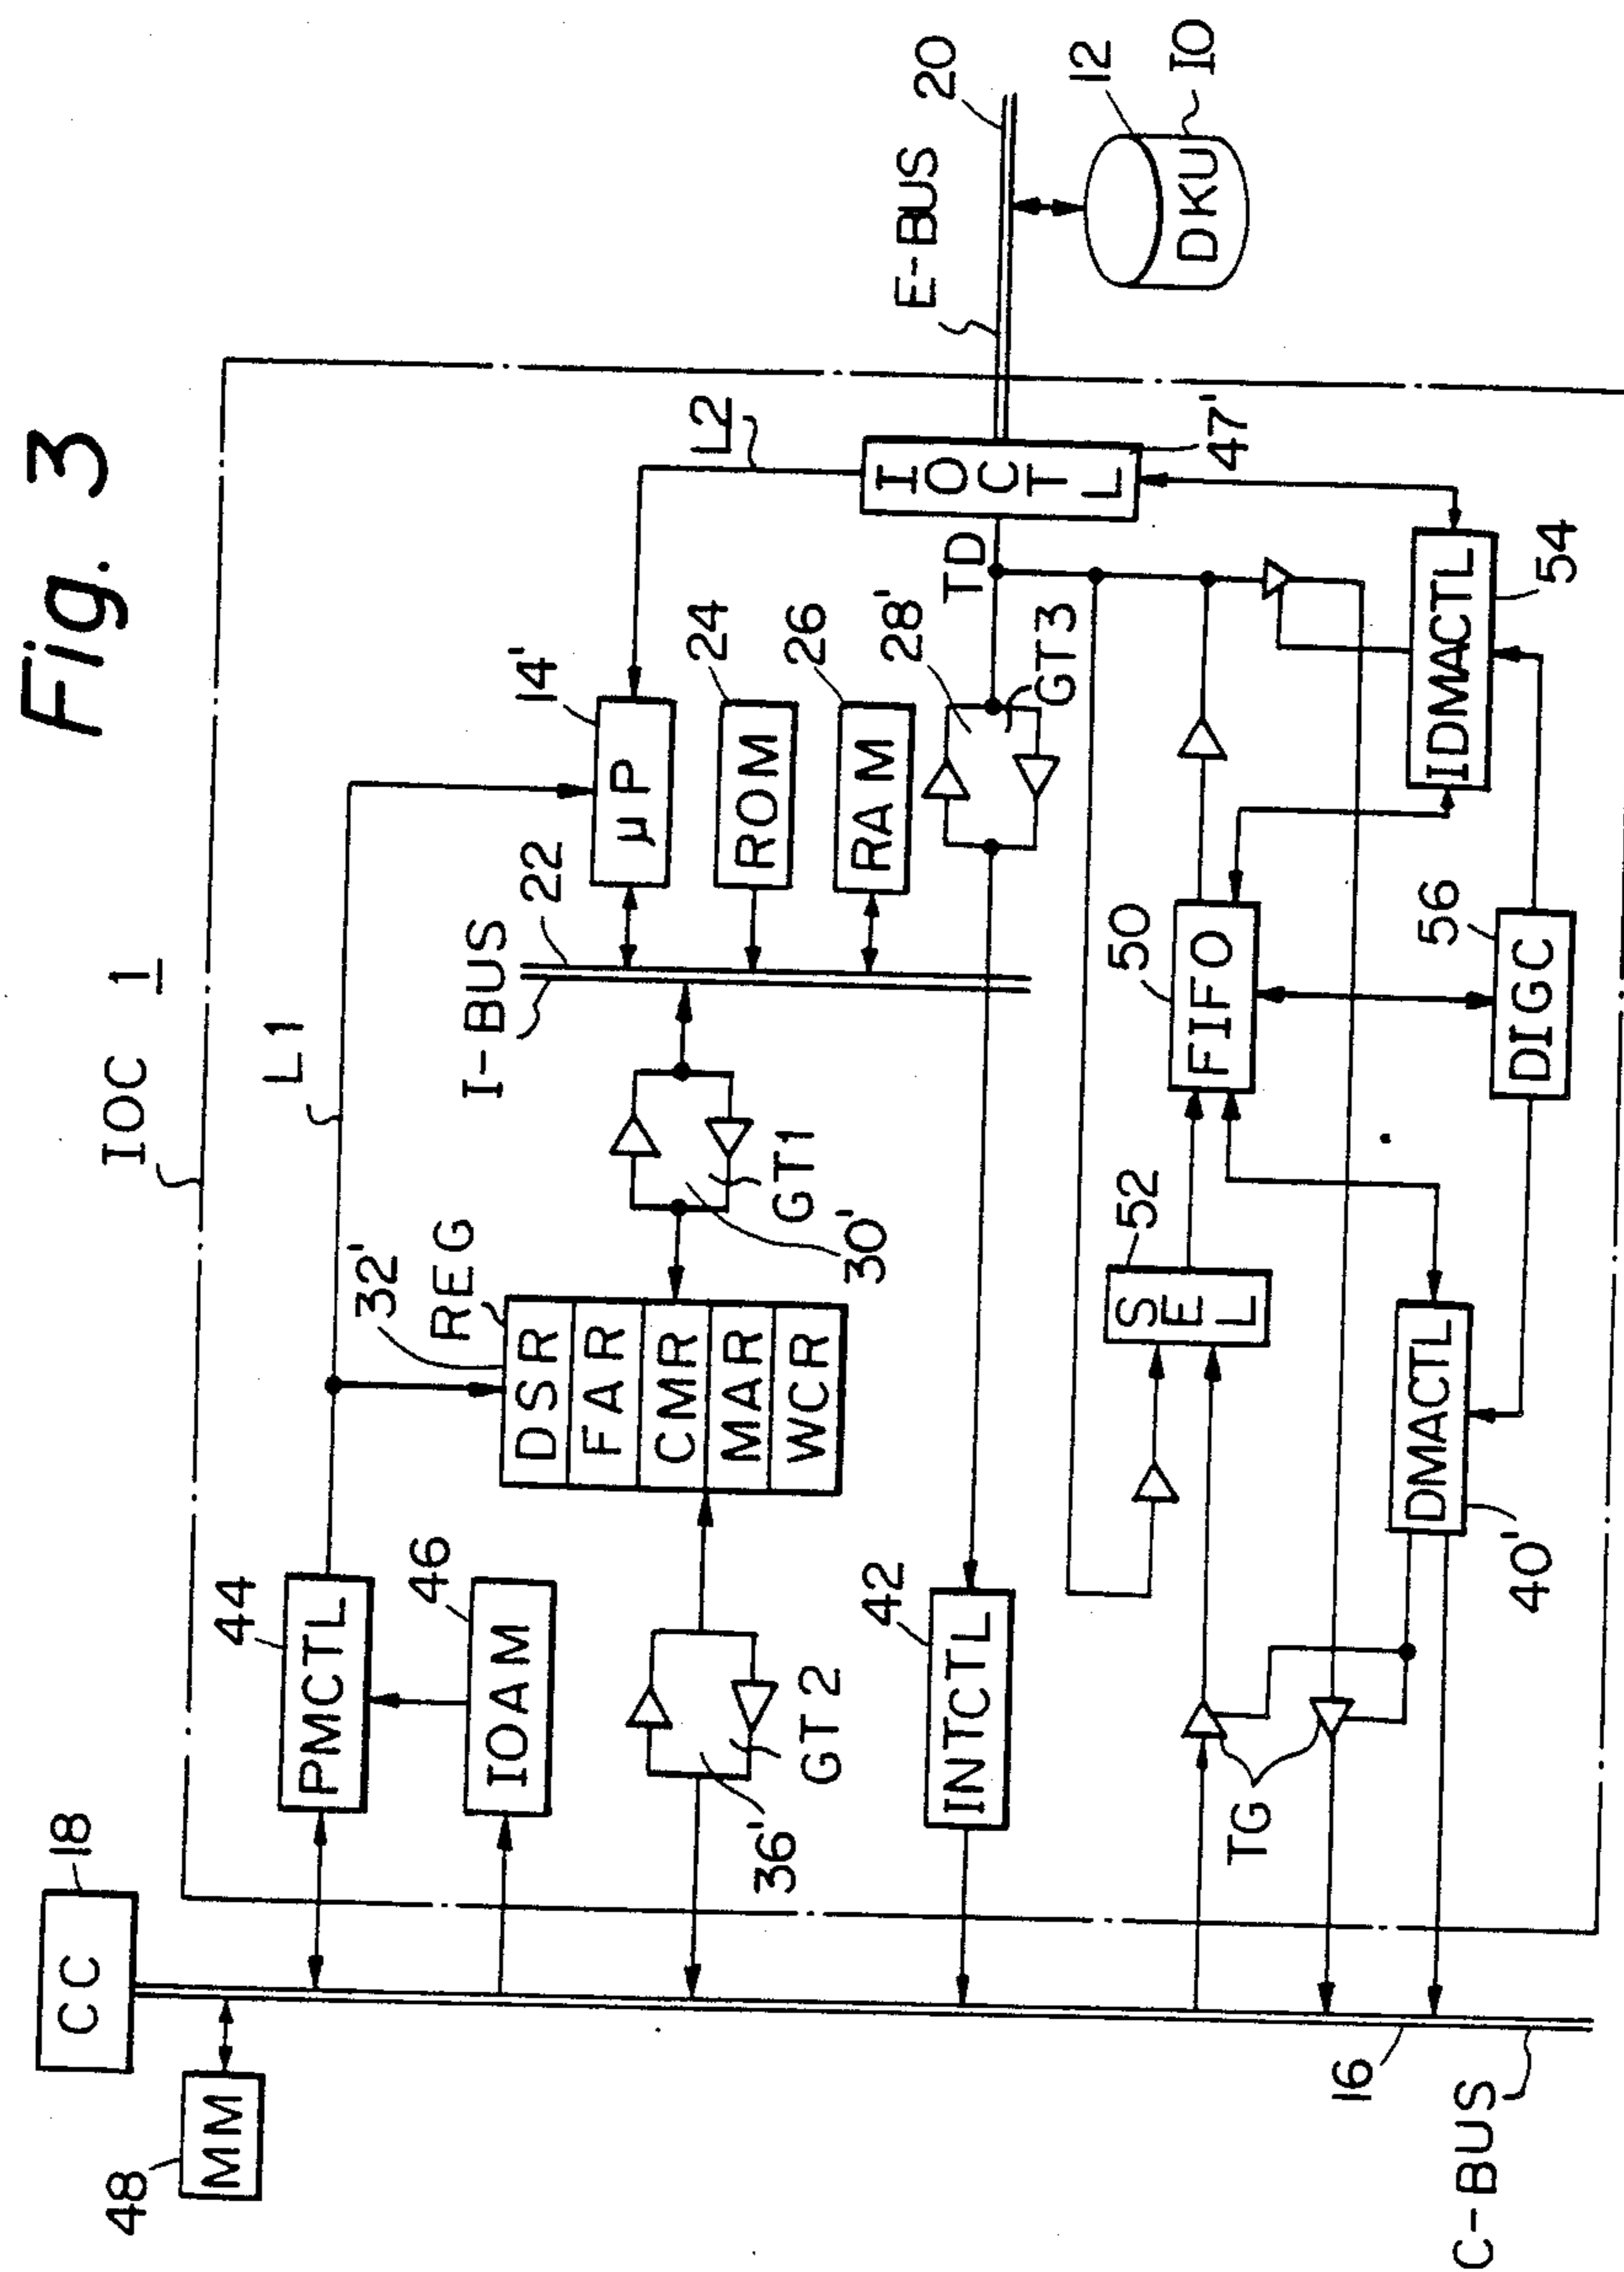 Fig. 3
IOC 1
CC
18
MM
48
PMCTL
44
IOAM
46
L1
32'
REG
DSR
FAR
CMR
MAR
WCR
GT2
36'
GT1
30'
I-BUS
22
14'
μP
ROM
24
RAM
26
28'
GT3
TD
L2
IOCTL
47'
E-BUS
20
12
DKU
10
INTCTL
42
SEL
52
FIFO
50
TG
DMACTL
40'
DIGC
56
IDMACTL
54
16
C-BUS